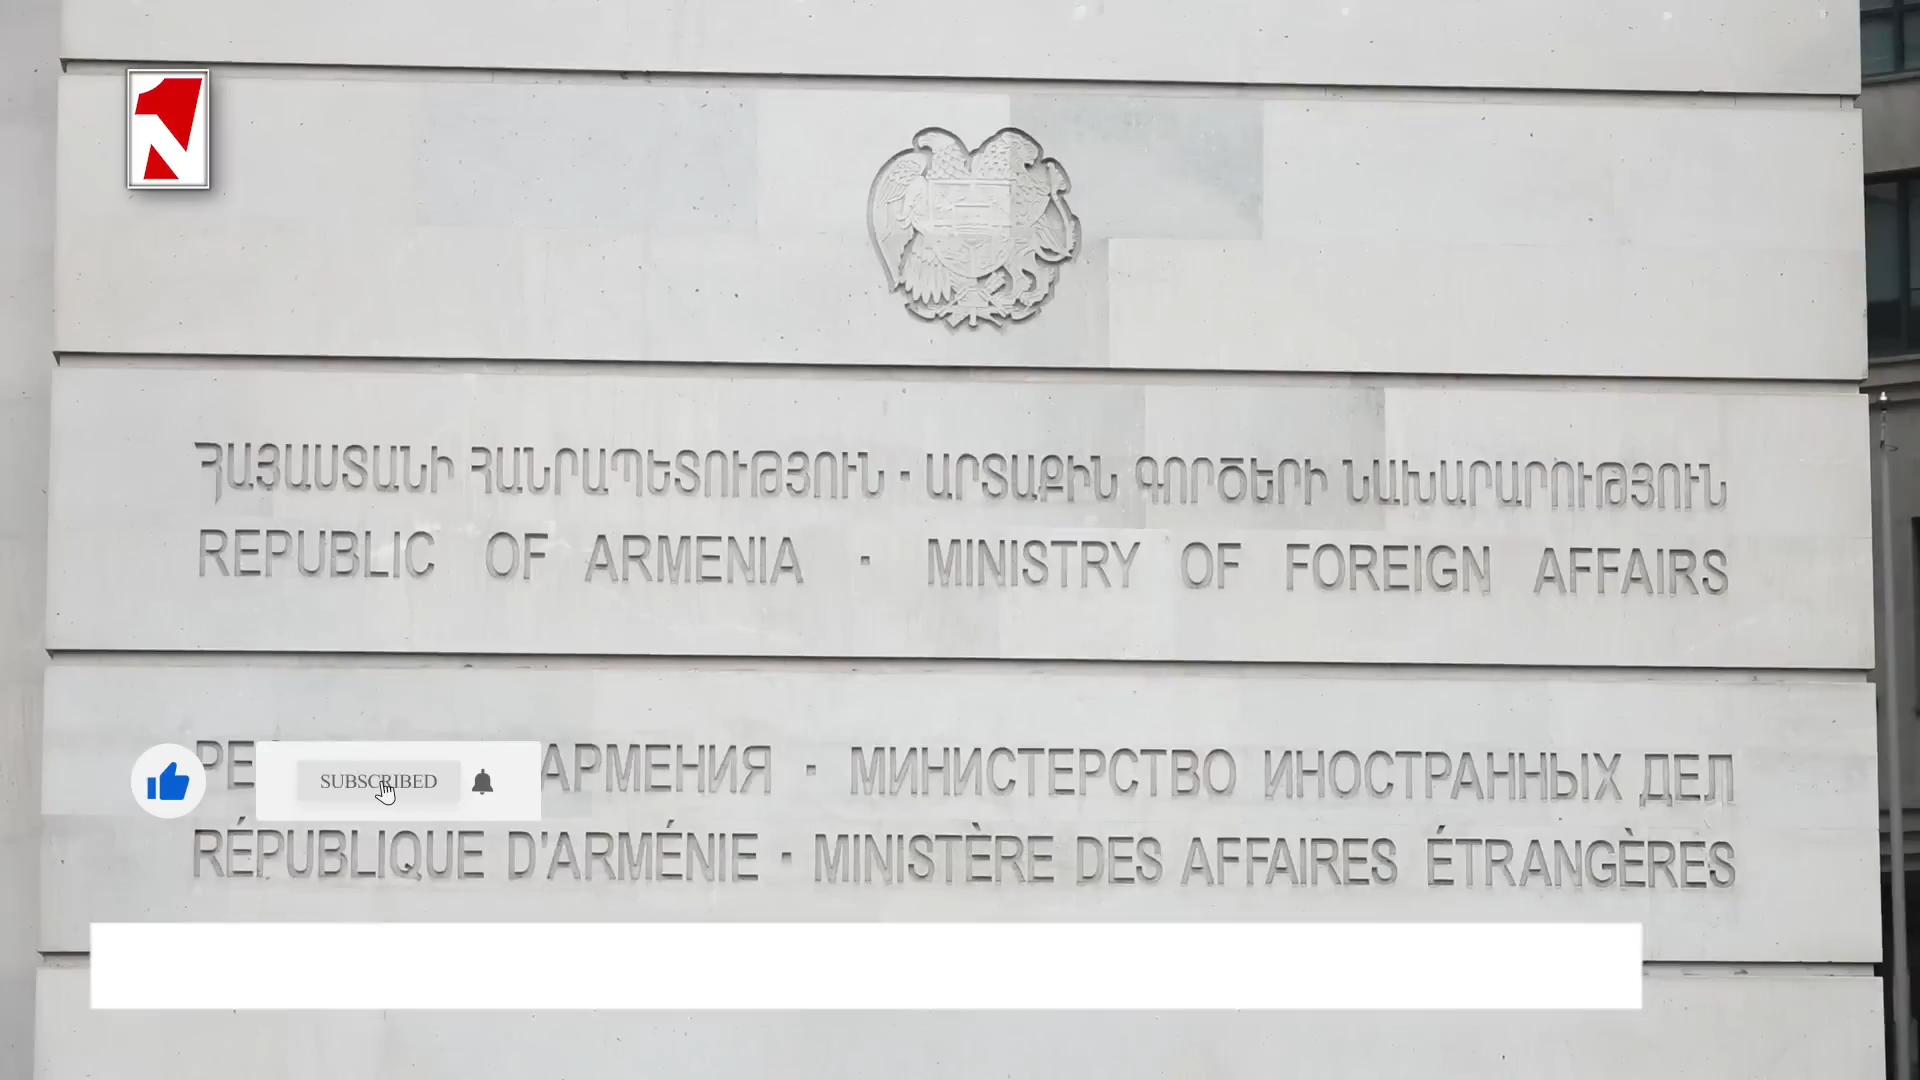 ՀԱՅԱՍՏԱՆԻ ՀԱՆՐԱՊԵՏՈՒԹՅՈՒՆ - ԱՐՏԱՔԻՆ ԳՈՐԾԵՐԻ ՆԱԽԱՐԱՐՈՒԹՅՈՒՆ
REPUBLIC OF ARMENIA - MINISTRY OF FOREIGN AFFAIRS
АРМЕНИЯ - МИНИСТЕРСТВО ИНОСТРАННЫХ ДЕЛ
SUBSCRIBED
RÉPUBLIQUE D'ARMÉNIE - MINISTÈRE DES AFFAIRES ÉTRANGÈRES